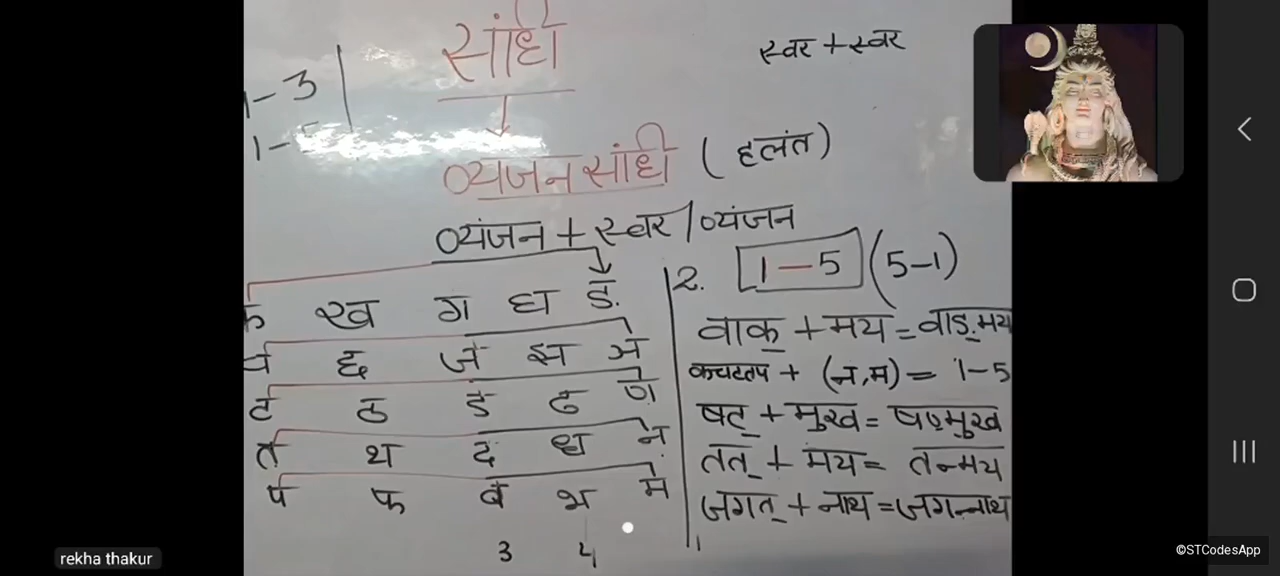 संधी
स्वर + स्वर
1-3
1-5
व्यंजन संधी (हलंत)
व्यंजन + स्वर / व्यंजन
क ख ग घ ङ
च छ ज झ ञ
ट ठ ड ढ ण
त थ द ध न
प फ ब भ म
3 4
2. 1-5 (5-1)
वाक् + मय = वाङ्मय
कचटतप + (न,म) = 1-5
षट् + मुख = षण्मुख
तत् + मय = तन्मय
जगत् + नाथ = जगन्नाथ
rekha thakur
©STCodesApp